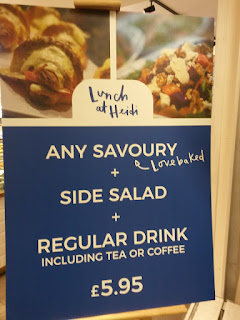 Lunch
at Heidi
ANY SAVOURY
& Lovebaked
+
SIDE SALAD
+
REGULAR DRINK
INCLUDING TEA OR COFFEE
£5.95